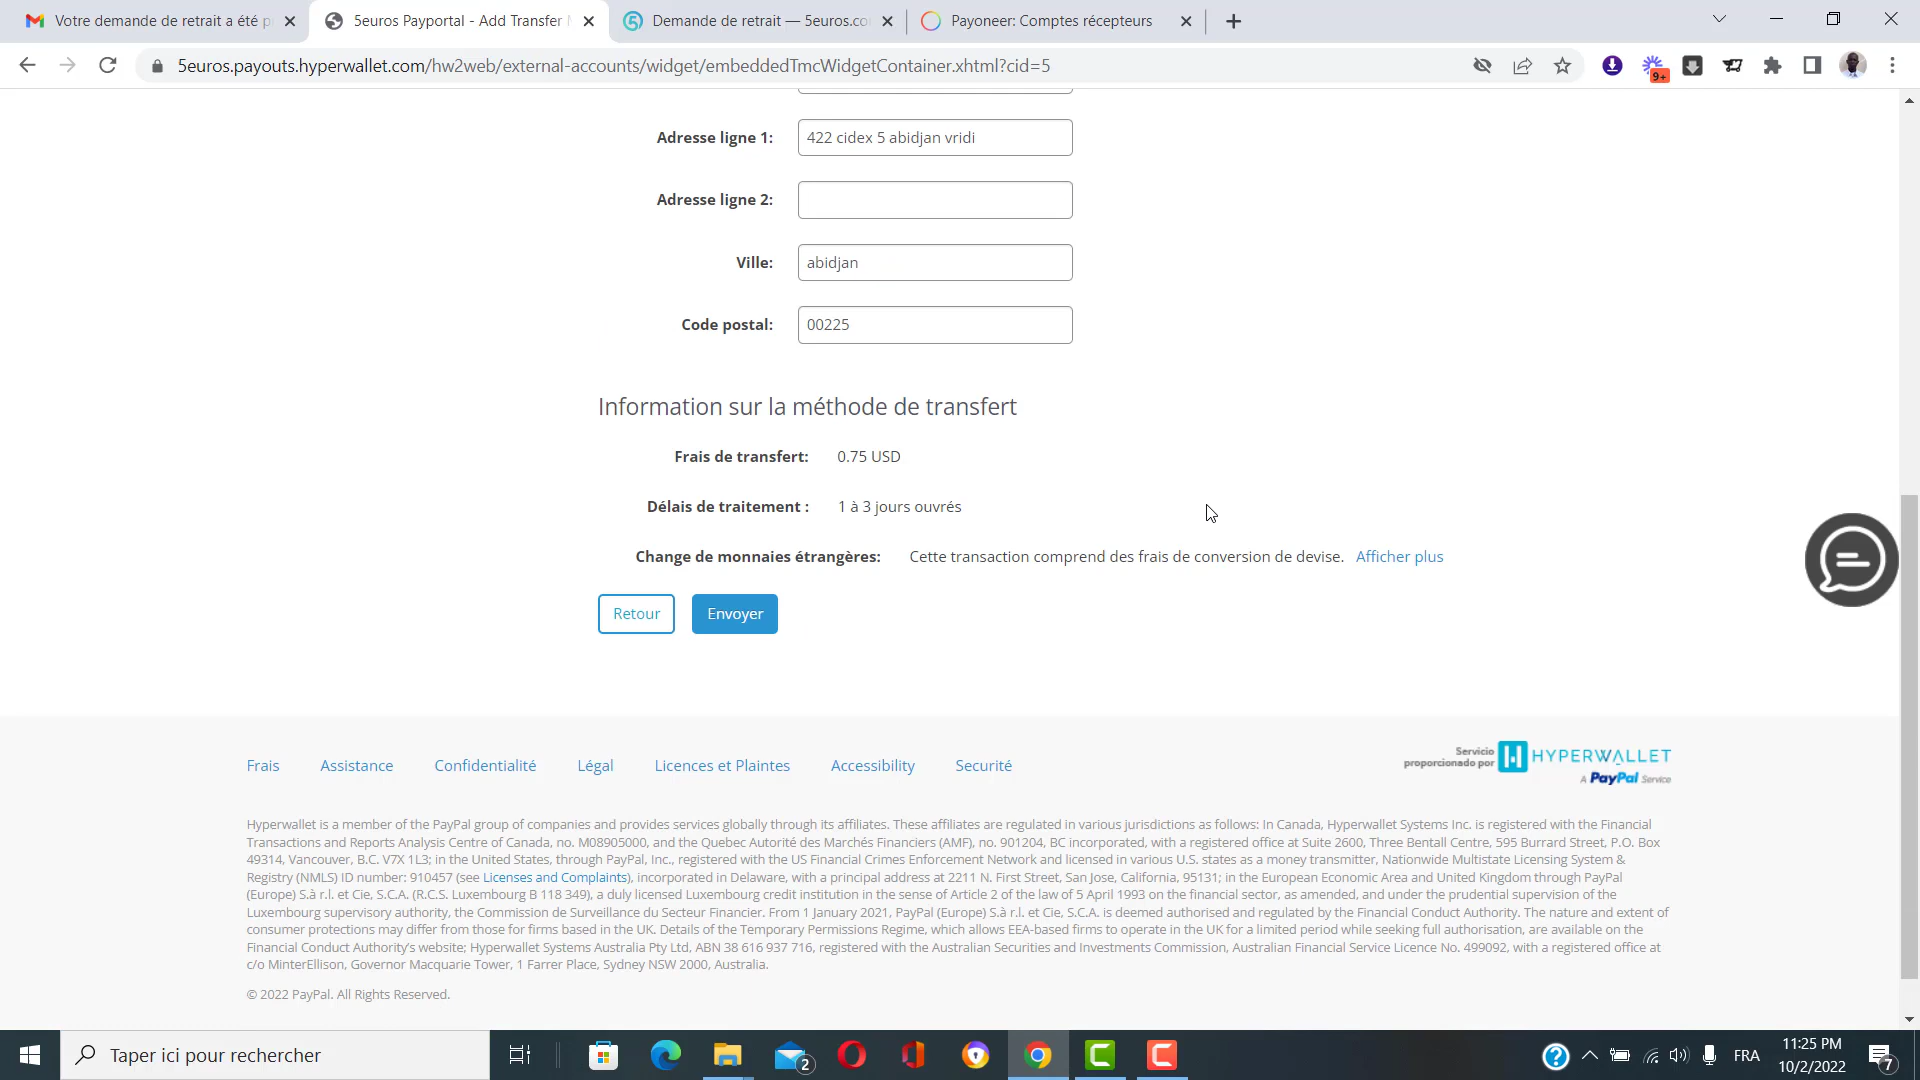 Votre demande de retrait a été p
5euros Payportal - Add Transfer
Demande de retrait — 5euros.co
Payoneer: Comptes récepteurs
5euros.payouts.hyperwallet.com/hw2web/external-accounts/widget/embeddedTmcWidgetContainer.xhtml?cid=5
9+
Adresse ligne 1: 422 cidex 5 abidjan vridi
Adresse ligne 2:
Ville: abidjan
Code postal: 00225
Information sur la méthode de transfert
Frais de transfert: 0.75 USD
Délais de traitement : 1 à 3 jours ouvrés
Change de monnaies étrangères: Cette transaction comprend des frais de conversion de devise. Afficher plus
Retour Envoyer
Frais Assistance Confidentialité Légal Licences et Plaintes Accessibility Securité
Servicio
proporcionado por HYPERWALLET
A PayPal Service
Hyperwallet is a member of the PayPal group of companies and provides services globally through its affiliates. These affiliates are regulated in various jurisdictions as follows: In Canada, Hyperwallet Systems Inc. is registered with the Financial
Transactions and Reports Analysis Centre of Canada, no. M08905000, and the Quebec Autorité des Marchés Financiers (AMF), no. 901204, BC incorporated, with a registered office at Suite 2600, Three Bentall Centre, 595 Burrard Street, P.O. Box
49314, Vancouver, B.C. V7X 1L3; in the United States, through PayPal, Inc., registered with the US Financial Crimes Enforcement Network and licensed in various U.S. states as a money transmitter, Nationwide Multistate Licensing System &
Registry (NMLS) ID number: 910457 (see Licenses and Complaints), incorporated in Delaware, with a principal address at 2211 N. First Street, San Jose, California, 95131; in the European Economic Area and United Kingdom through PayPal
(Europe) S.à r.l. et Cie, S.C.A. (R.C.S. Luxembourg B 118 349), a duly licensed Luxembourg credit institution in the sense of Article 2 of the law of 5 April 1993 on the financial sector, as amended, and under the prudential supervision of the
Luxembourg supervisory authority, the Commission de Surveillance du Secteur Financier. From 1 January 2021, PayPal (Europe) S.à r.l. et Cie, S.C.A. is deemed authorised and regulated by the Financial Conduct Authority. The nature and extent of
consumer protections may differ from those for firms based in the UK. Details of the Temporary Permissions Regime, which allows EEA-based firms to operate in the UK for a limited period while seeking full authorisation, are available on the
Financial Conduct Authority's website; Hyperwallet Systems Australia Pty Ltd, ABN 38 616 937 716, registered with the Australian Securities and Investments Commission, Australian Financial Service Licence No. 499092, with a registered office at
c/o MinterEllison, Governor Macquarie Tower, 1 Farrer Place, Sydney NSW 2000, Australia.
© 2022 PayPal. All Rights Reserved.
Taper ici pour rechercher
2
FRA
11:25 PM
10/2/2022
7